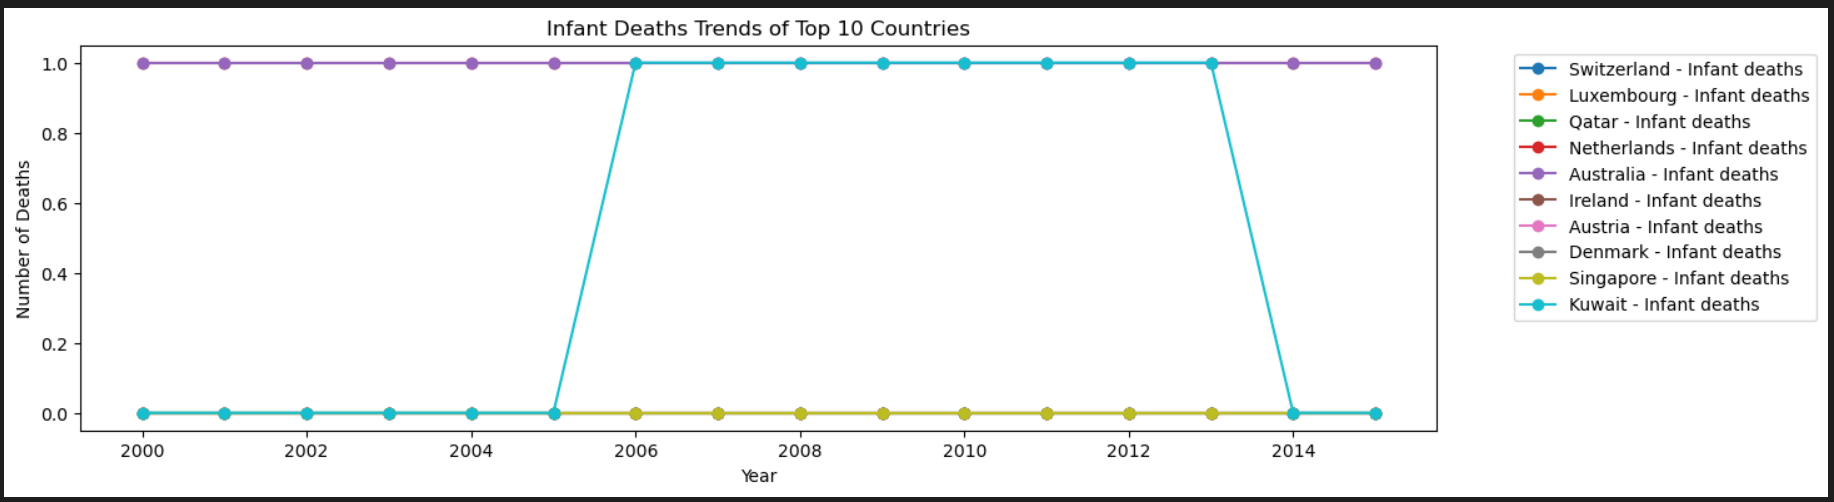 Infant Deaths Trends of Top 10 Countries
1.0
0.8
0.6
0.4
0.2
0.0
Number of Deaths
2000 2002 2004 2006 2008 2010 2012 2014
Year
Switzerland - Infant deaths
Luxembourg - Infant deaths
Qatar - Infant deaths
Netherlands - Infant deaths
Australia - Infant deaths
Ireland - Infant deaths
Austria - Infant deaths
Denmark - Infant deaths
Singapore - Infant deaths
Kuwait - Infant deaths